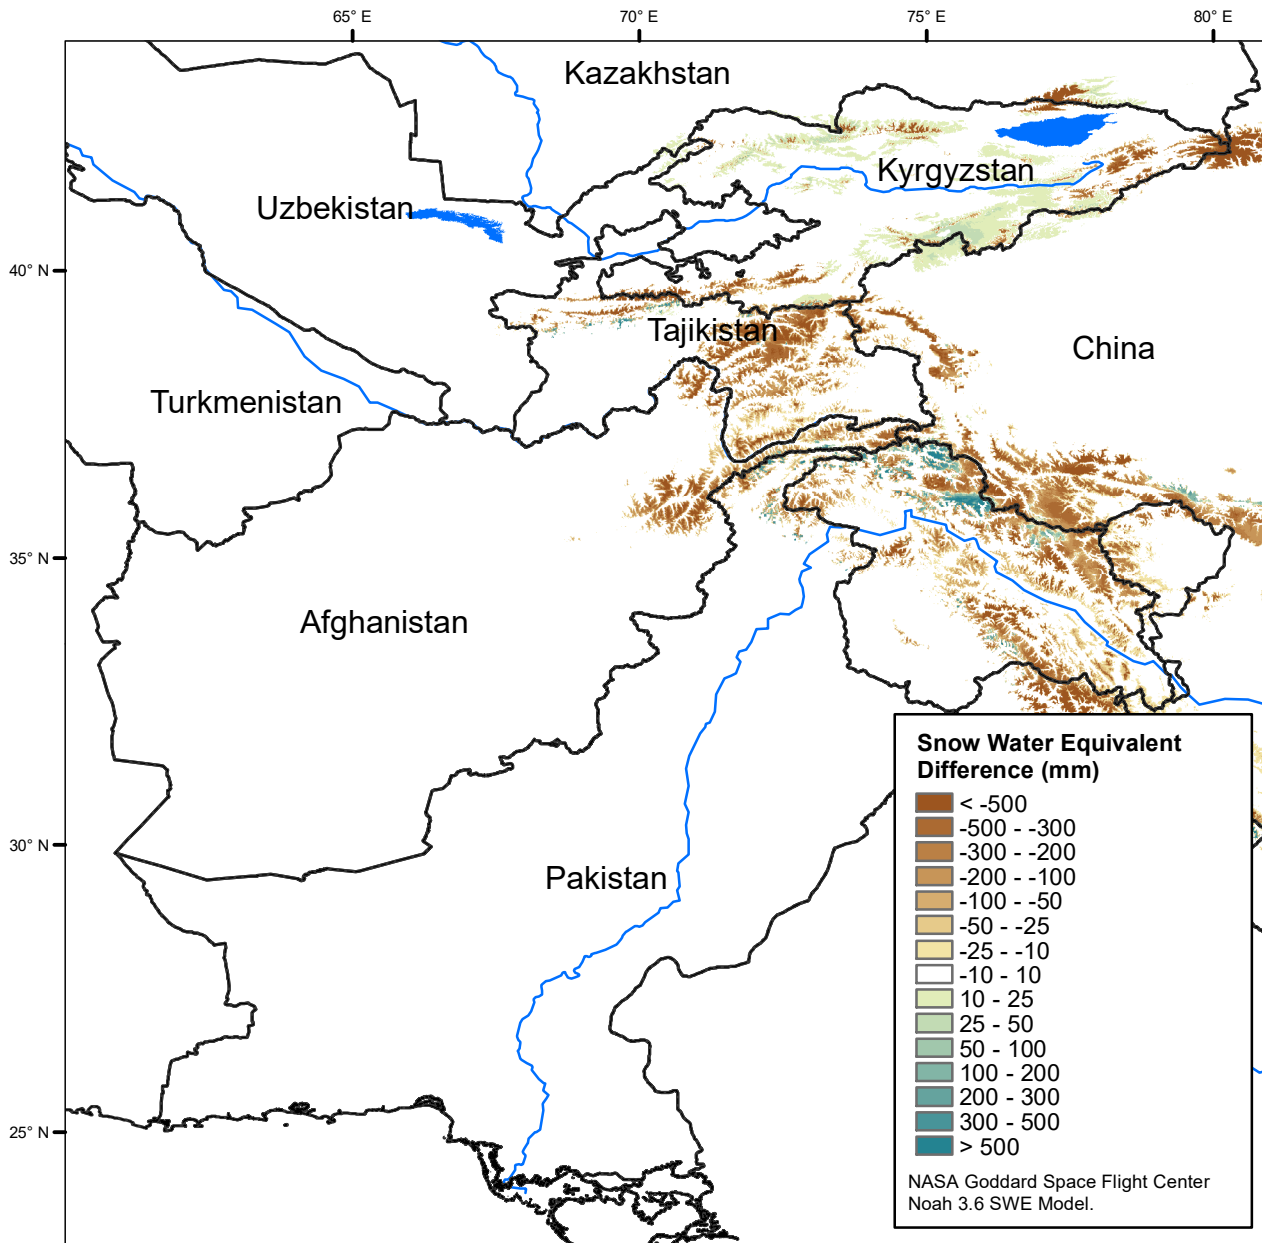 65° E
70° E
75° E
80° E
Kazakhstan
Kyrgyzstan
Uzbekistan
40° N
Tajikistan
China
Turkmenistan
35° N
Afghanistan
30° N
Pakistan
25° N
Snow Water Equivalent
Difference (mm)
< -500
-500 - -300
-300 - -200
-200 - -100
-100 - -50
-50 - -25
-25 - -10
-10 - 10
10 - 25
25 - 50
50 - 100
100 - 200
200 - 300
300 - 500
> 500
NASA Goddard Space Flight Center
Noah 3.6 SWE Model.